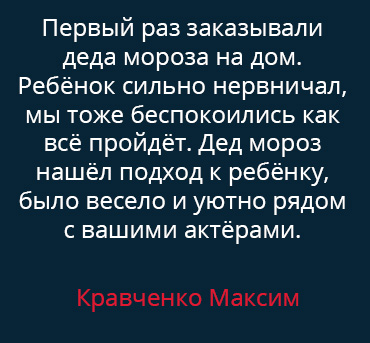 Первый раз заказывали
деда мороза на дом.
Ребёнок сильно нервничал,
мы тоже беспокоились как
всё пройдёт. Дед мороз
нашёл подход к ребёнку,
было весело и уютно рядом
с вашими актёрами.
Кравченко Максим